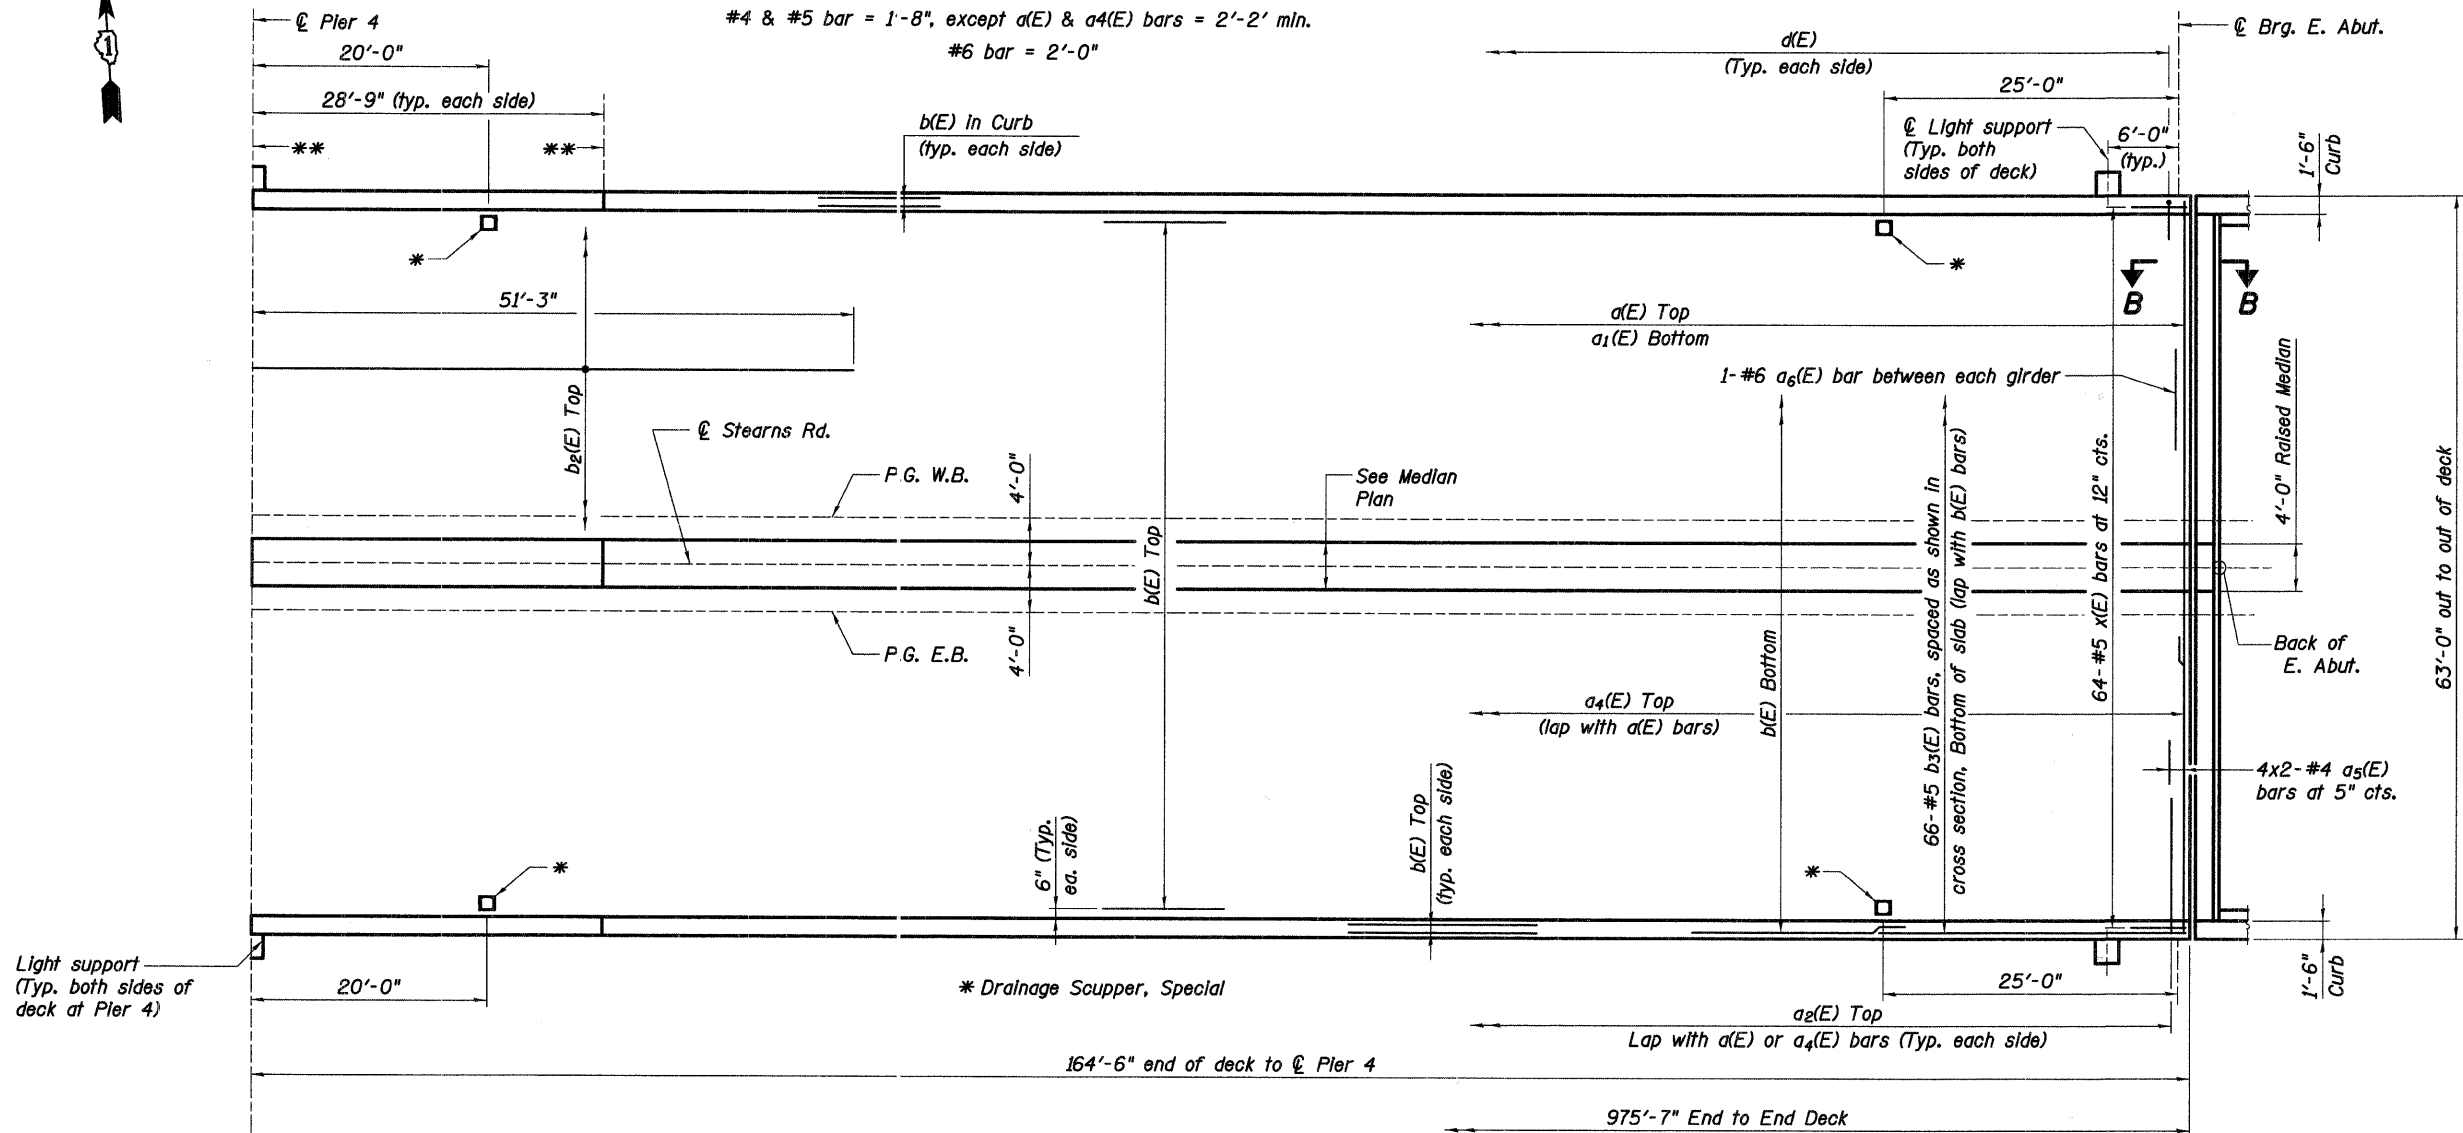 1
#4 & #5 bar = 1'-8", except a(E) & a4(E) bars = 2'-2' min.
#6 bar = 2'-0"
℄ Pier 4
20'-0"
28'-9" (typ. each side)
**
**
b(E) in Curb
(typ. each side)
d(E)
(Typ. each side)
℄ Brg. E. Abut.
25'-0"
℄ Light support
(Typ. both
sides of deck)
6'-0"
(typ.)
1'-6"
Curb
*
*
B
B
51'-3"
a(E) Top
a1(E) Bottom
1-#6 a6(E) bar between each girder
b2(E) Top
℄ Stearns Rd.
P.G. W.B.
4'-0"
See Median
Plan
b(E) Top
4'-0" Raised Median
63'-0" out to out of deck
P.G. E.B.
4'-0"
b(E) Bottom
66-#5 b3(E) bars, spaced as shown in
cross section, Bottom of slab (lap with b(E) bars)
64-#5 x(E) bars at 12" cts.
Back of
E. Abut.
a4(E) Top
(lap with a(E) bars)
4x2-#4 a5(E)
bars at 5" cts.
6" (Typ.
ea. side)
b(E) Top
(typ. each side)
*
*
Light support
(Typ. both sides of
deck at Pier 4)
20'-0"
* Drainage Scupper, Special
25'-0"
1'-6"
Curb
a2(E) Top
Lap with a(E) or a4(E) bars (Typ. each side)
164'-6" end of deck to ℄ Pier 4
975'-7" End to End Deck